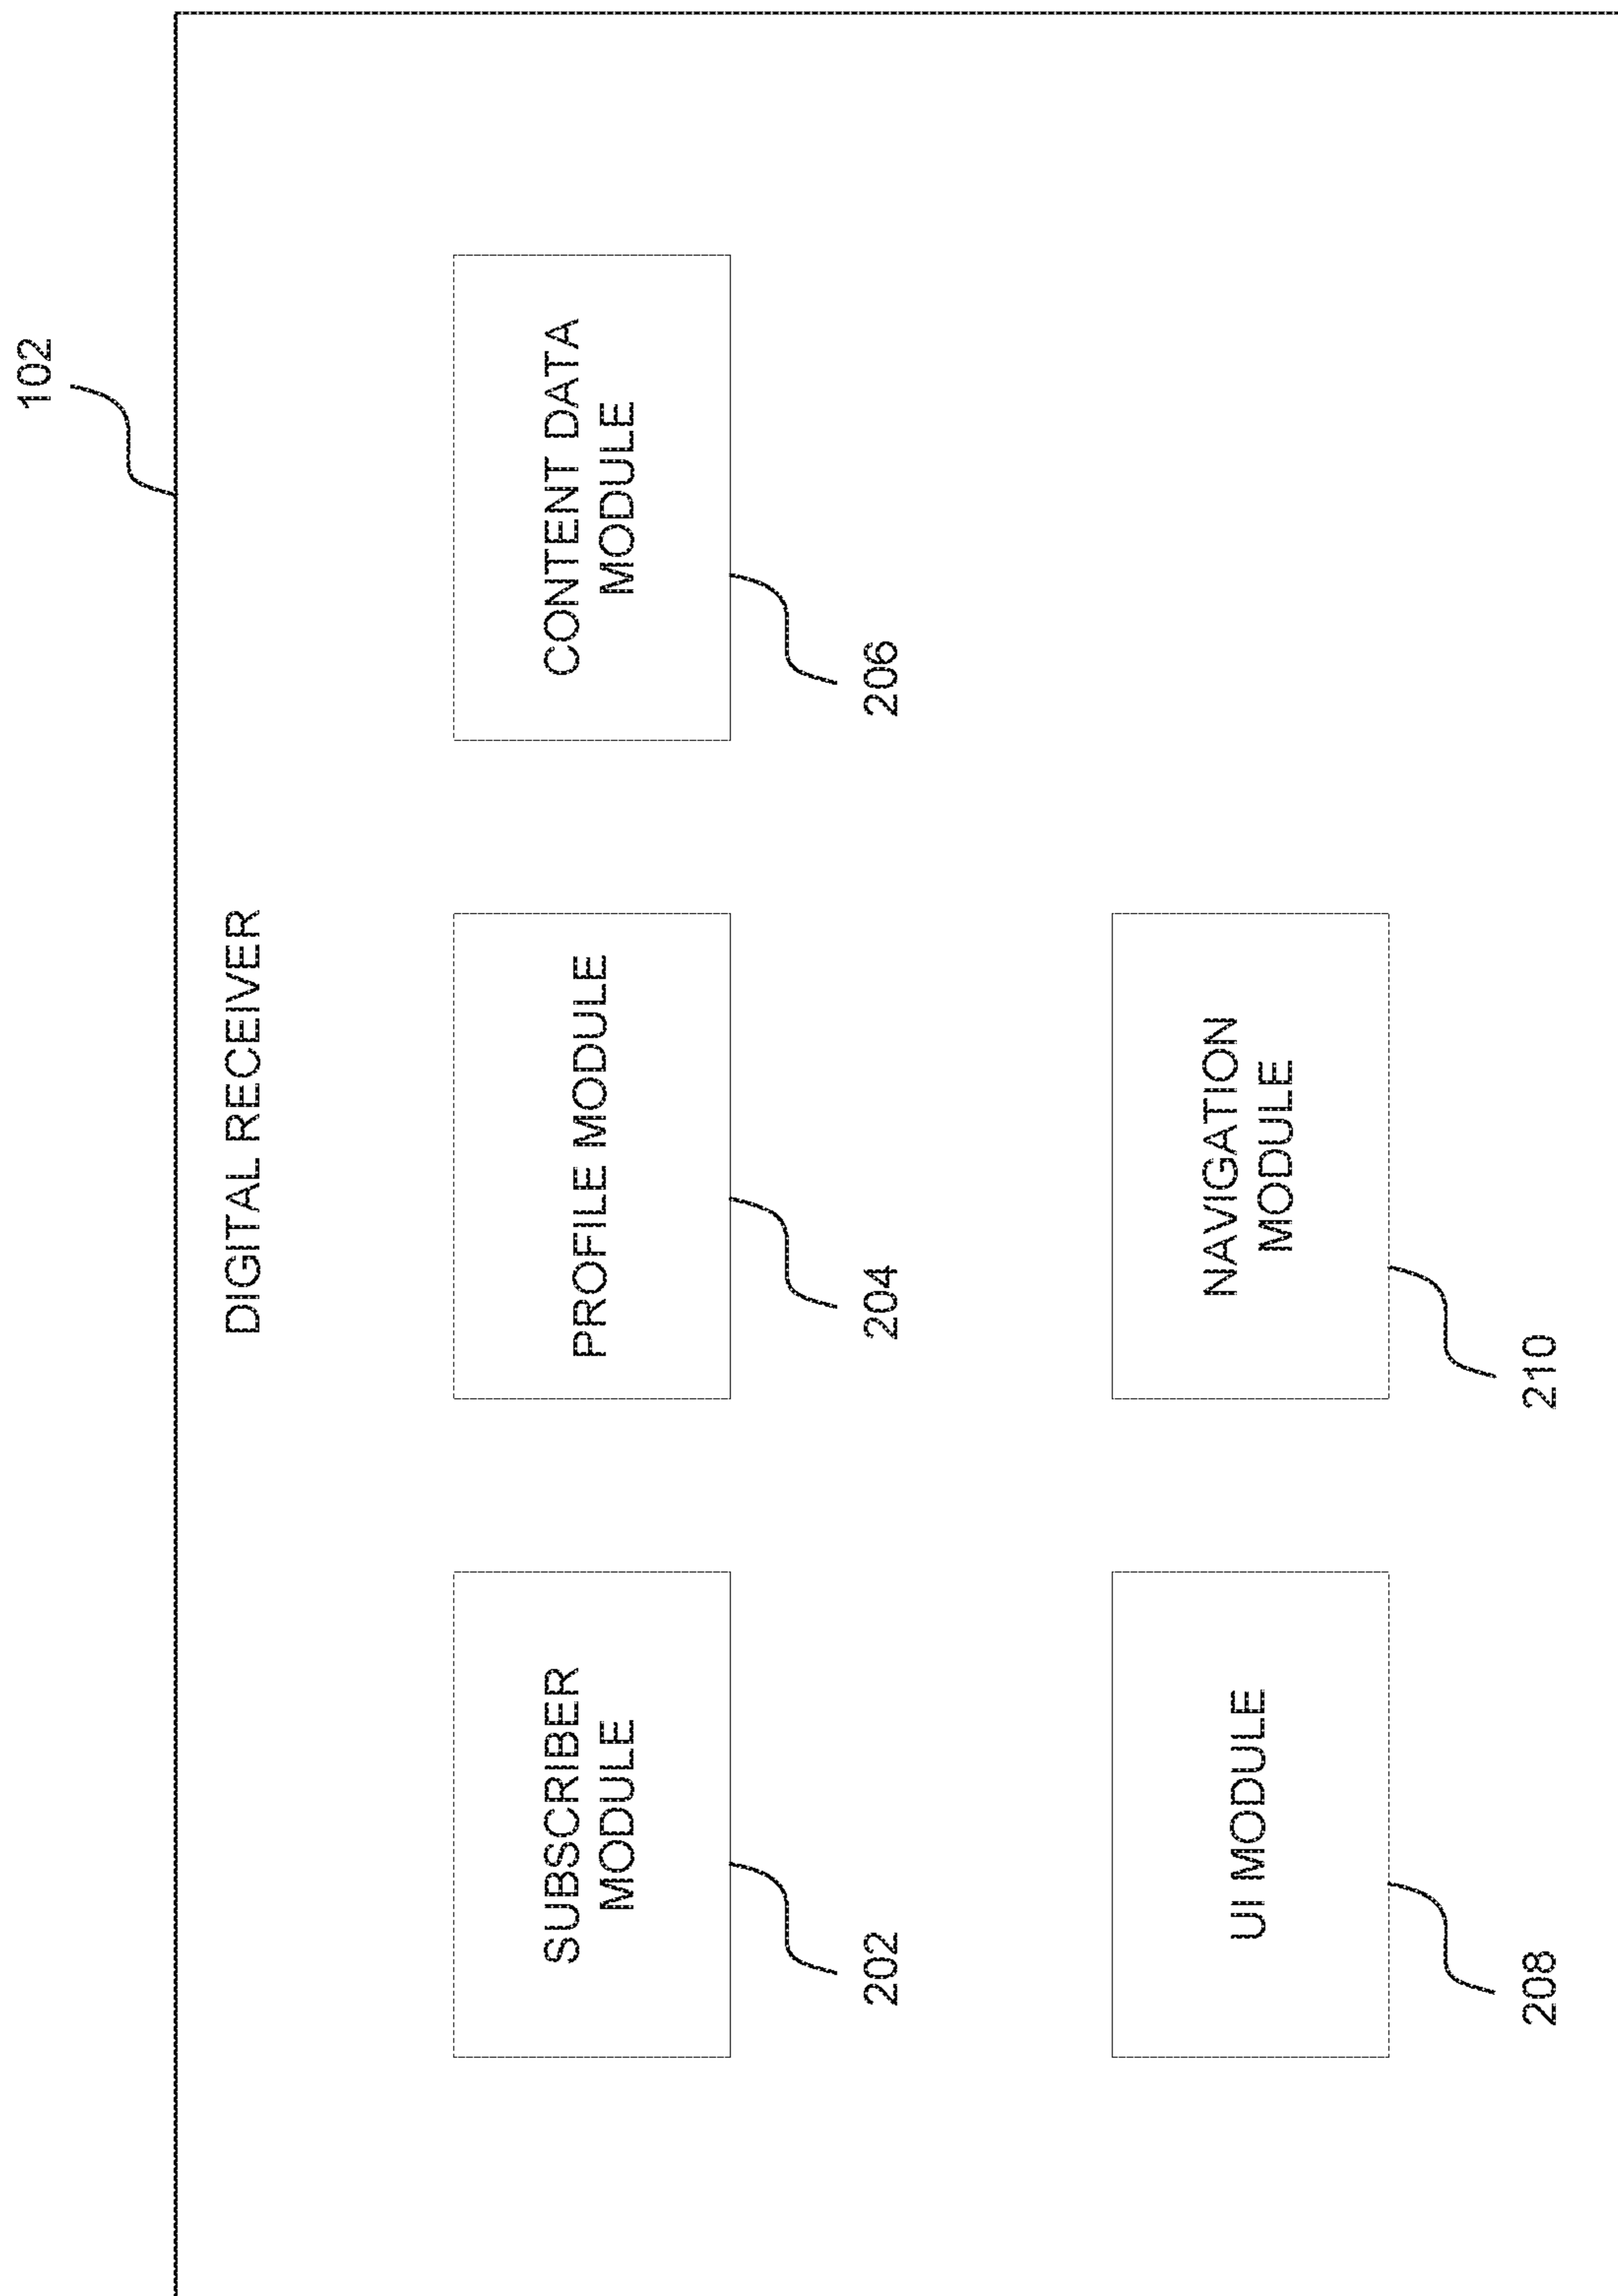 102
DIGITAL RECEIVER
SUBSCRIBER
MODULE
202
PROFILE MODULE
204
CONTENT DATA
MODULE
206
UI MODULE
208
NAVIGATION
MODULE
210